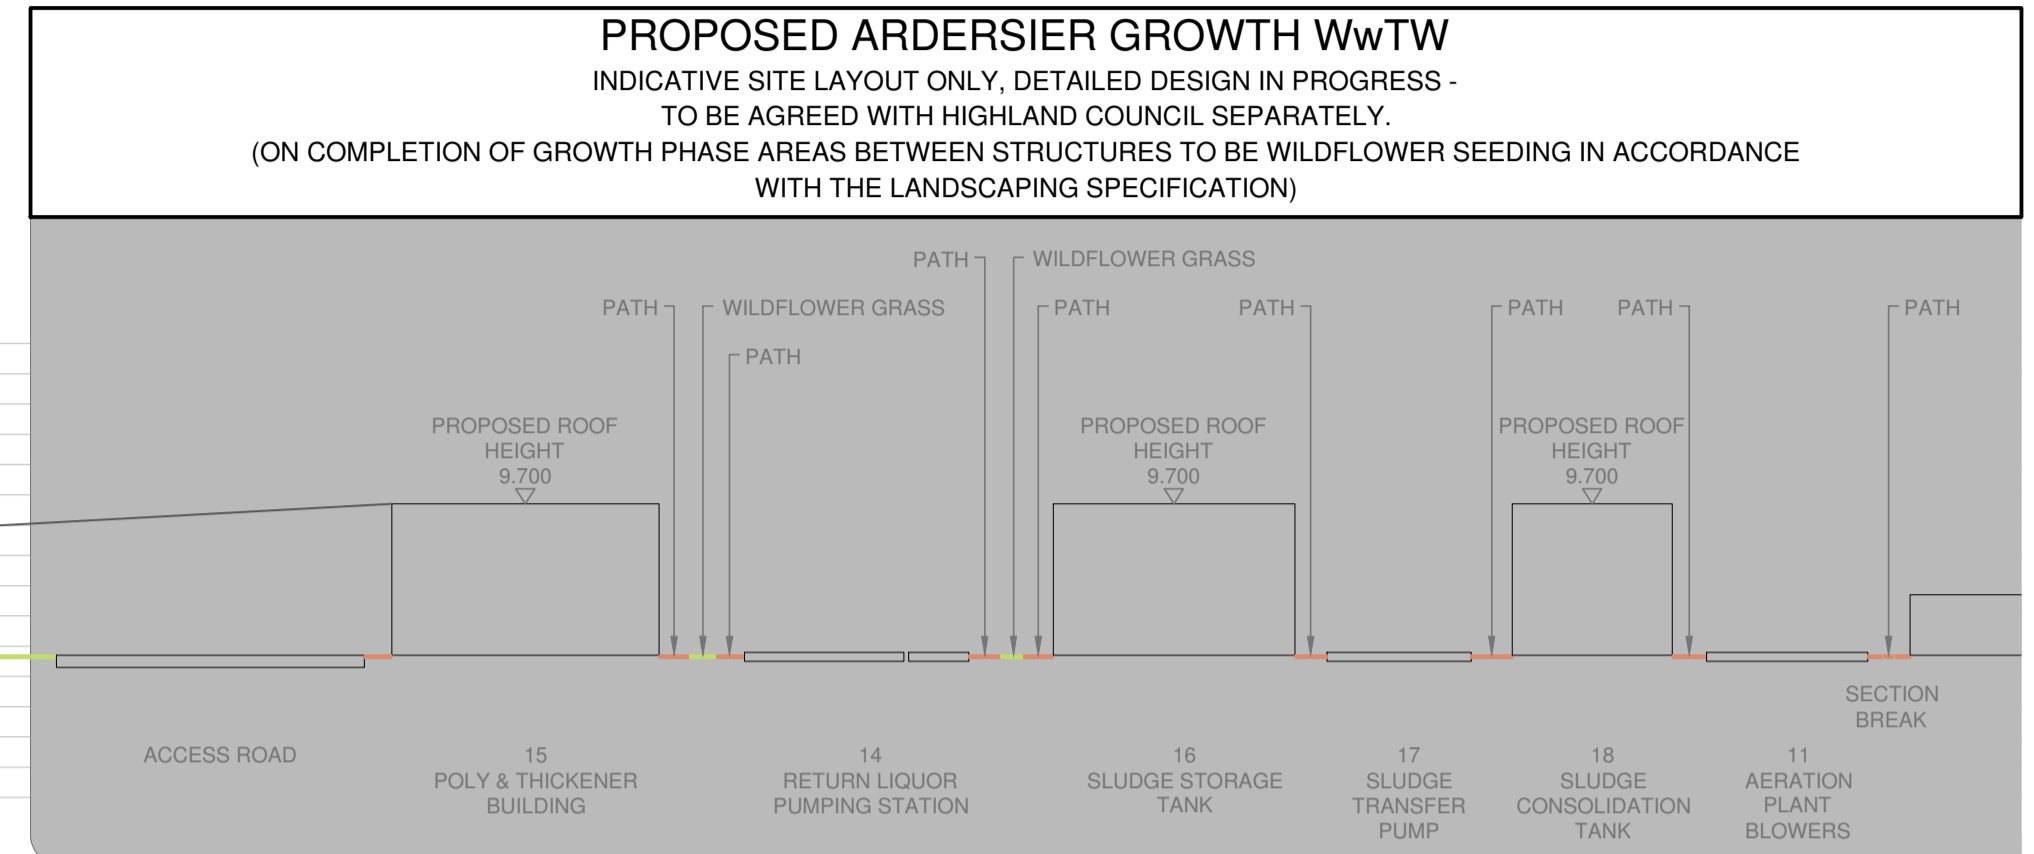 PROPOSED ARDERSIER GROWTH WwTW
INDICATIVE SITE LAYOUT ONLY, DETAILED DESIGN IN PROGRESS -
TO BE AGREED WITH HIGHLAND COUNCIL SEPARATELY.
(ON COMPLETION OF GROWTH PHASE AREAS BETWEEN STRUCTURES TO BE WILDFLOWER SEEDING IN ACCORDANCE
WITH THE LANDSCAPING SPECIFICATION)
PATH
WILDFLOWER GRASS
PATH
WILDFLOWER GRASS
PATH
PATH
PATH
PATH
PATH
PATH
PROPOSED ROOF
HEIGHT
9.700
PROPOSED ROOF
HEIGHT
9.700
PROPOSED ROOF
HEIGHT
9.700
SECTION
BREAK
ACCESS ROAD
15
POLY & THICKENER
BUILDING
14
RETURN LIQUOR
PUMPING STATION
16
SLUDGE STORAGE
TANK
17
SLUDGE
TRANSFER
PUMP
18
SLUDGE
CONSOLIDATION
TANK
11
AERATION
PLANT
BLOWERS